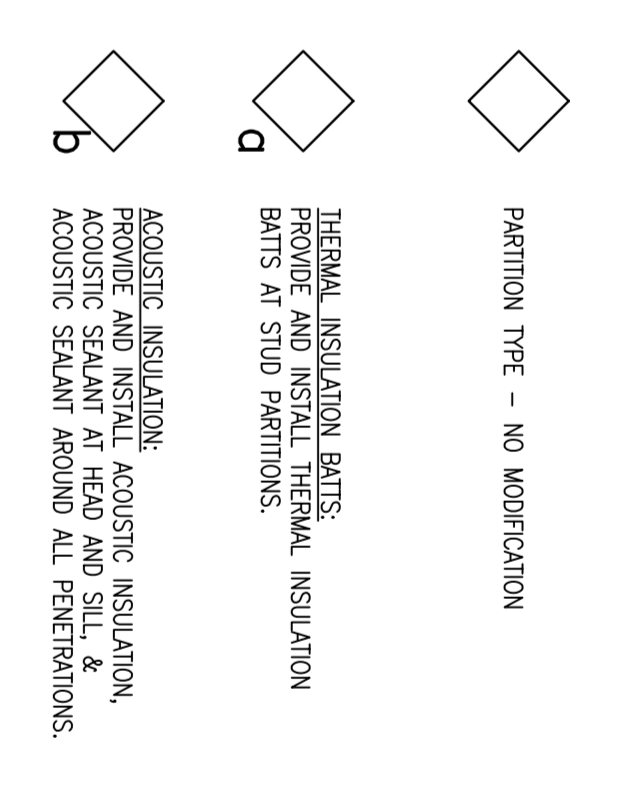 PARTITION TYPE – NO MODIFICATION
a
THERMAL INSULATION BATTS:
PROVIDE AND INSTALL THERMAL INSULATION
BATTS AT STUD PARTITIONS.
b
ACOUSTIC INSULATION:
PROVIDE AND INSTALL ACOUSTIC INSULATION,
ACOUSTIC SEALANT AT HEAD AND SILL, &
ACOUSTIC SEALANT AROUND ALL PENETRATIONS.